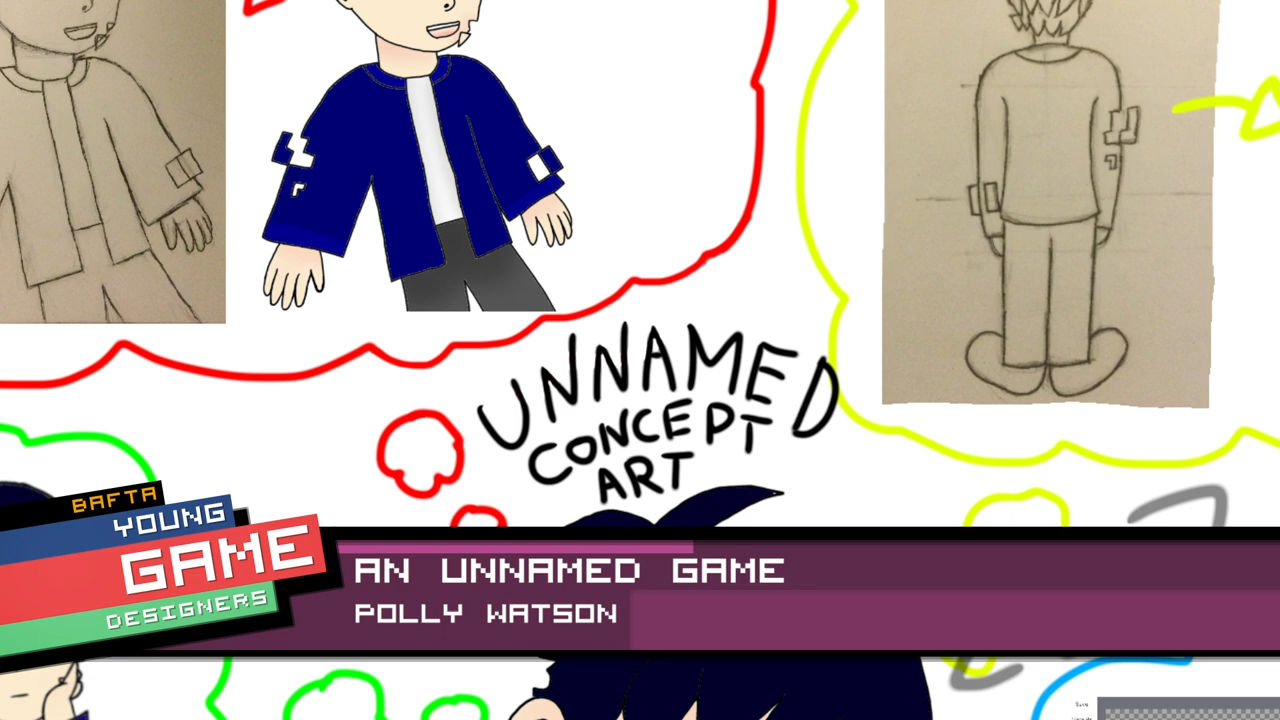 UNNAMED
CONCEPT
ART
BAFTA
YOUNG
GAME
DESIGNERS
AN UNNAMED GAME
POLLY WATSON